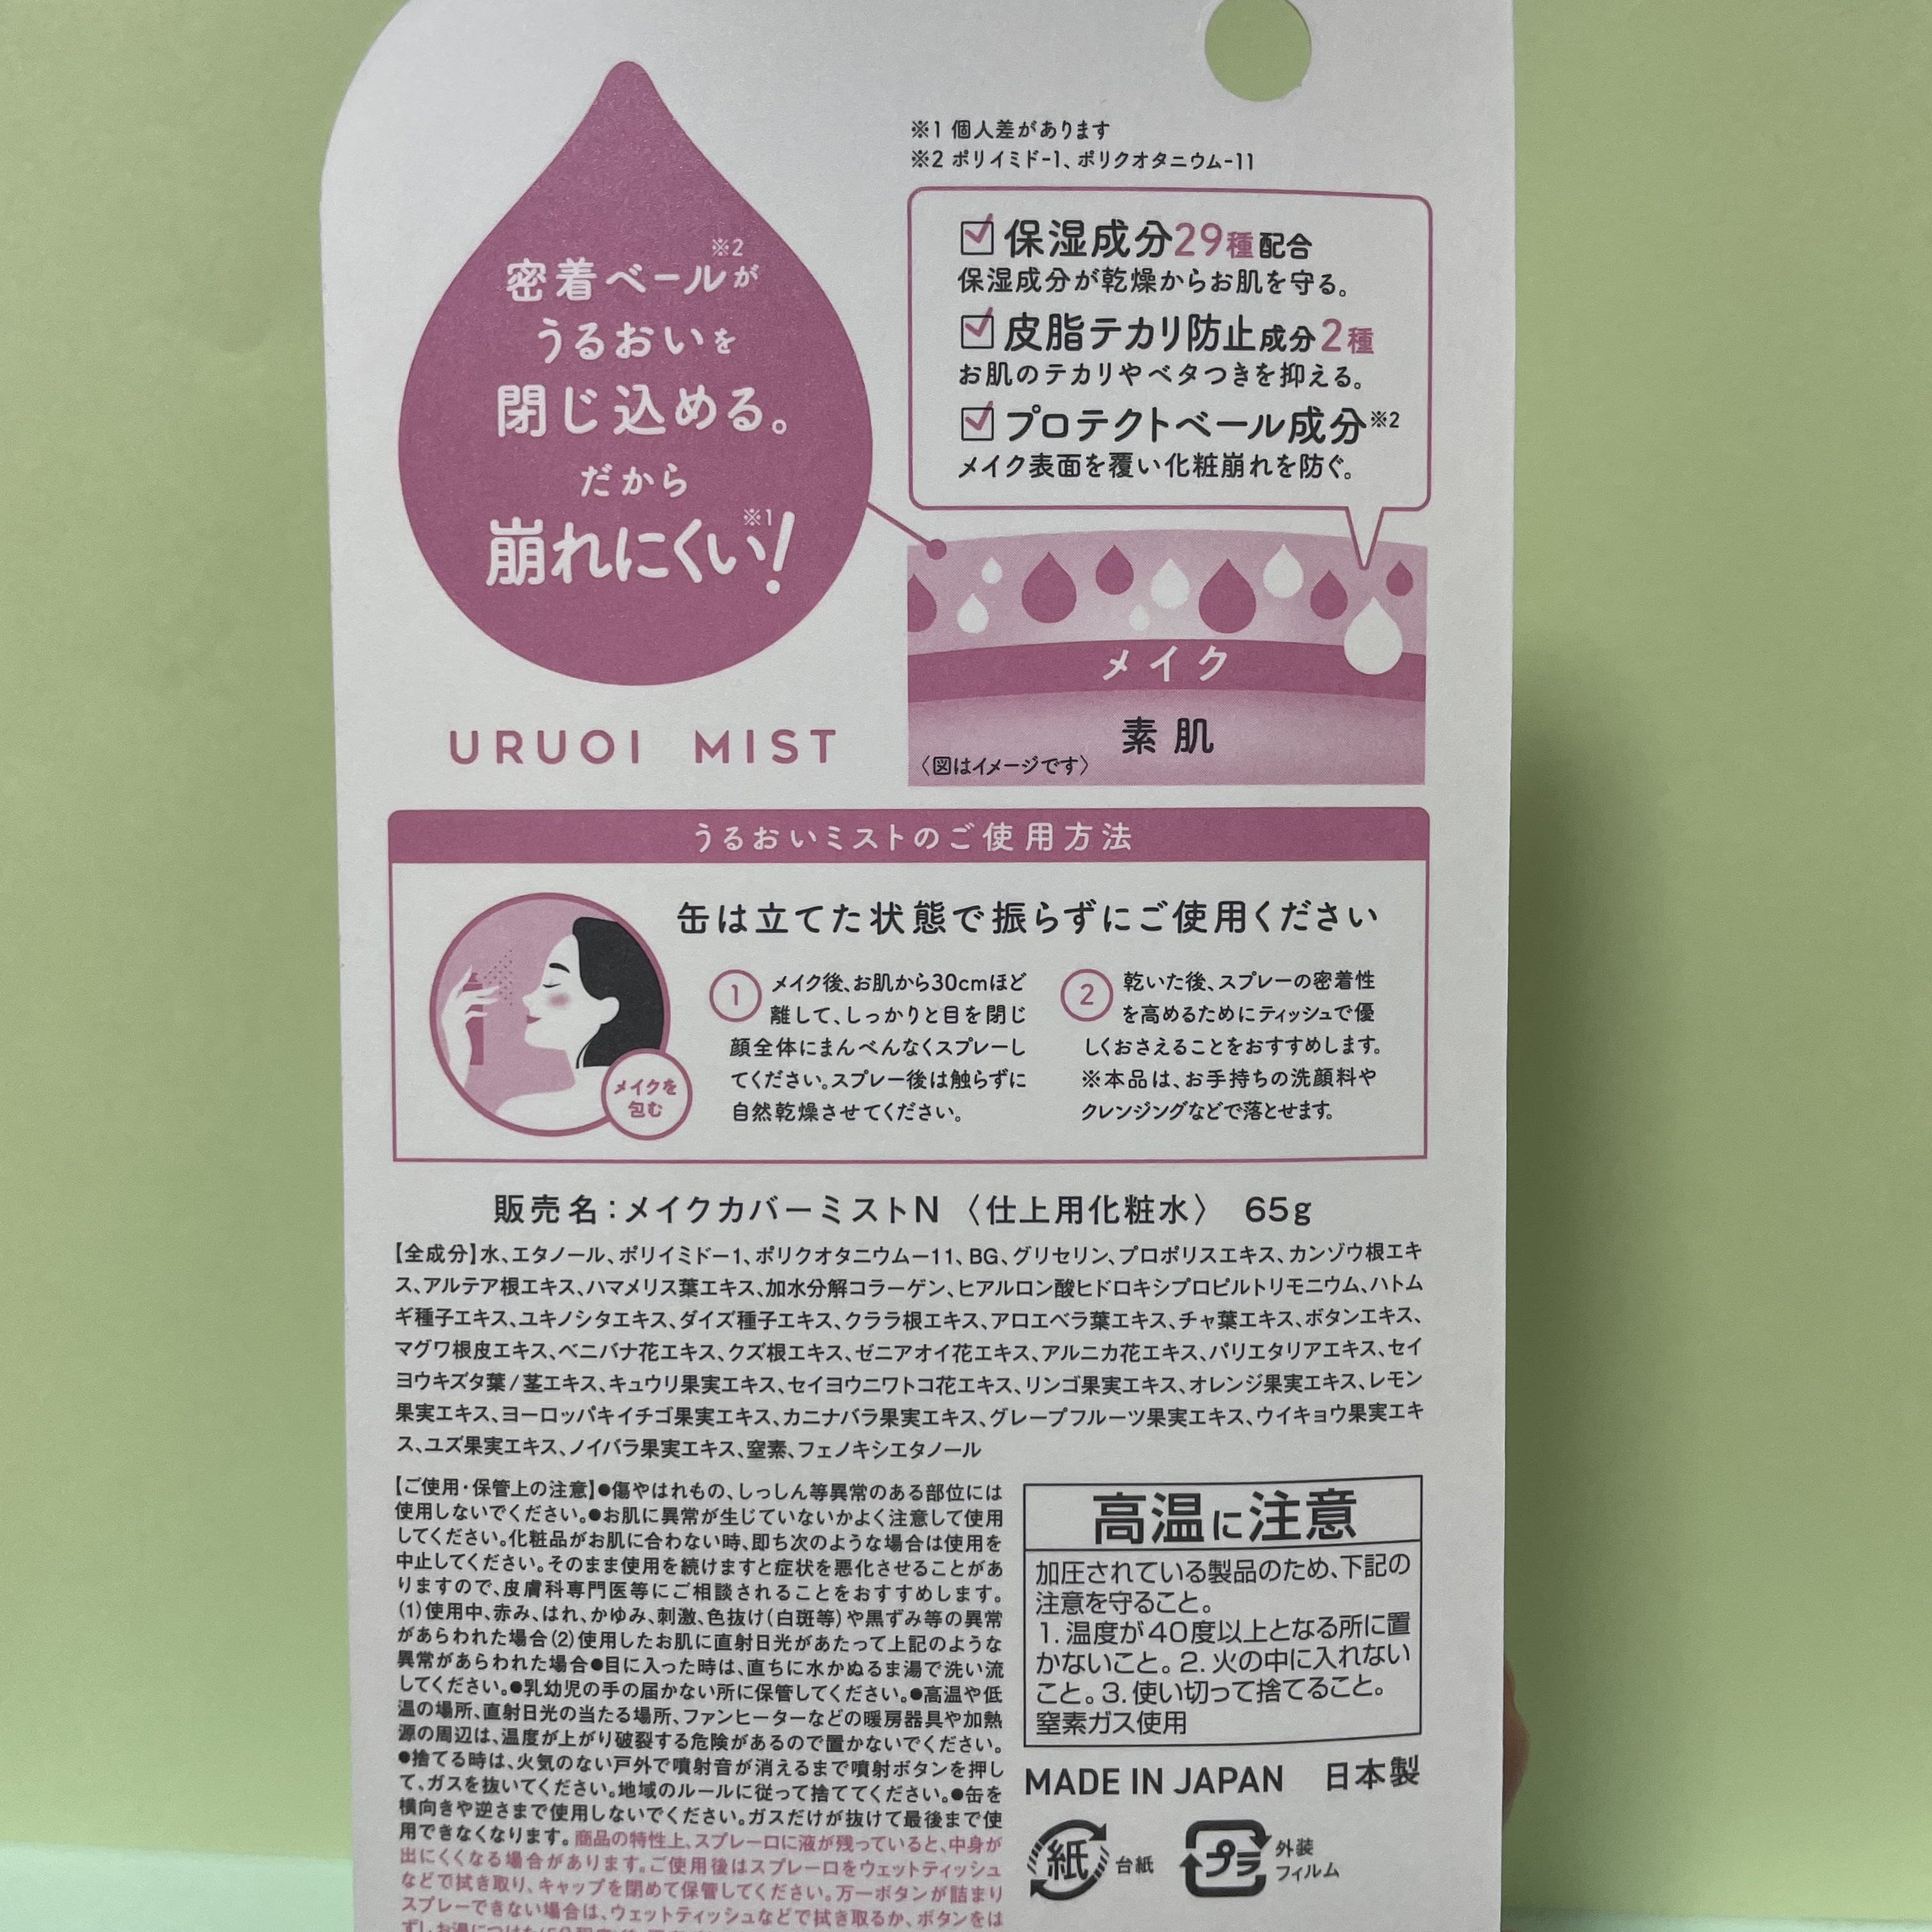 ※1 個人差があります
※2 ポリイミド-1、ポリクオタニウム-11
密着ベール※2が
うるおいを
閉じ込める。
だから
崩れにくい※1!
URUOI MIST
保湿成分29種配合
保湿成分が乾燥からお肌を守る。
皮脂テカリ防止成分2種
お肌のテカリやベタつきを抑える。
プロテクトベール成分※2
メイク表面を覆い化粧崩れを防ぐ。
メイク
素肌
〈図はイメージです〉
うるおいミストのご使用方法
缶は立てた状態で振らずにご使用ください
メイクを
包む
1 メイク後、お肌から30cmほど
離して、しっかりと目を閉じ
顔全体にまんべんなくスプレーし
てください。スプレー後は触らずに
自然乾燥させてください。
2 乾いた後、スプレーの密着性
を高めるためにティッシュで優
しくおさえることをおすすめします。
※本品は、お手持ちの洗顔料や
クレンジングなどで落とせます。
販売名：メイクカバーミストN 〈仕上用化粧水〉 65g
【全成分】水、エタノール、ポリイミドー1、ポリクオタニウムー11、BG、グリセリン、プロポリスエキス、カンゾウ根エキ
ス、アルテア根エキス、ハマメリス葉エキス、加水分解コラーゲン、ヒアルロン酸ヒドロキシプロピルトリモニウム、ハトム
ギ種子エキス、ユキノシタエキス、ダイズ種子エキス、クララ根エキス、アロエベラ葉エキス、チャ葉エキス、ボタンエキス、
マグワ根皮エキス、ベニバナ花エキス、クズ根エキス、ゼニアオイ花エキス、アルニカ花エキス、パリエタリアエキス、セイ
ヨウキズタ葉/茎エキス、キュウリ果実エキス、セイヨウニワトコ花エキス、リンゴ果実エキス、オレンジ果実エキス、レモン
果実エキス、ヨーロッパキイチゴ果実エキス、カニナバラ果実エキス、グレープフルーツ果実エキス、ウイキョウ果実エキ
ス、ユズ果実エキス、ノイバラ果実エキス、窒素、フェノキシエタノール
【ご使用・保管上の注意】●傷やはれもの、しっしん等異常のある部位には
使用しないでください。●お肌に異常が生じていないかよく注意して使用
してください。化粧品がお肌に合わない時、即ち次のような場合は使用を
中止してください。そのまま使用を続けますと症状を悪化させることがあ
りますので、皮膚科専門医等にご相談されることをおすすめします。
(1)使用中、赤み、はれ、かゆみ、刺激、色抜け(白斑等)や黒ずみ等の異常
があらわれた場合(2)使用したお肌に直射日光があたって上記のような
異常があらわれた場合●目に入った時は、直ちに水かぬるま湯で洗い流
してください。●乳幼児の手の届かない所に保管してください。●高温や低
温の場所、直射日光の当たる場所、ファンヒーターなどの暖房器具や加熱
源の周辺は、温度が上がり破裂する危険があるので置かないでください。
●捨てる時は、火気のない戸外で噴射音が消えるまで噴射ボタンを押し
て、ガスを抜いてください。地域のルールに従って捨ててください。●缶を
横向きや逆さまで使用しないでください。ガスだけが抜けて最後まで使
用できなくなります。商品の特性上、スプレー口に液が残っていると、中身が
出にくくなる場合があります。ご使用後はスプレー口をウェットティッシュ
などで拭き取り、キャップを閉めて保管してください。万一ボタンが詰まり
スプレーできない場合は、ウェットティッシュなどで拭き取るか、ボタンをは
高温に注意
加圧されている製品のため、下記の
注意を守ること。
1. 温度が40度以上となる所に置
かないこと。2. 火の中に入れない
こと。3. 使い切って捨てること。
窒素ガス使用
MADE IN JAPAN 日本製
紙 台紙
プラ 外装
フィルム